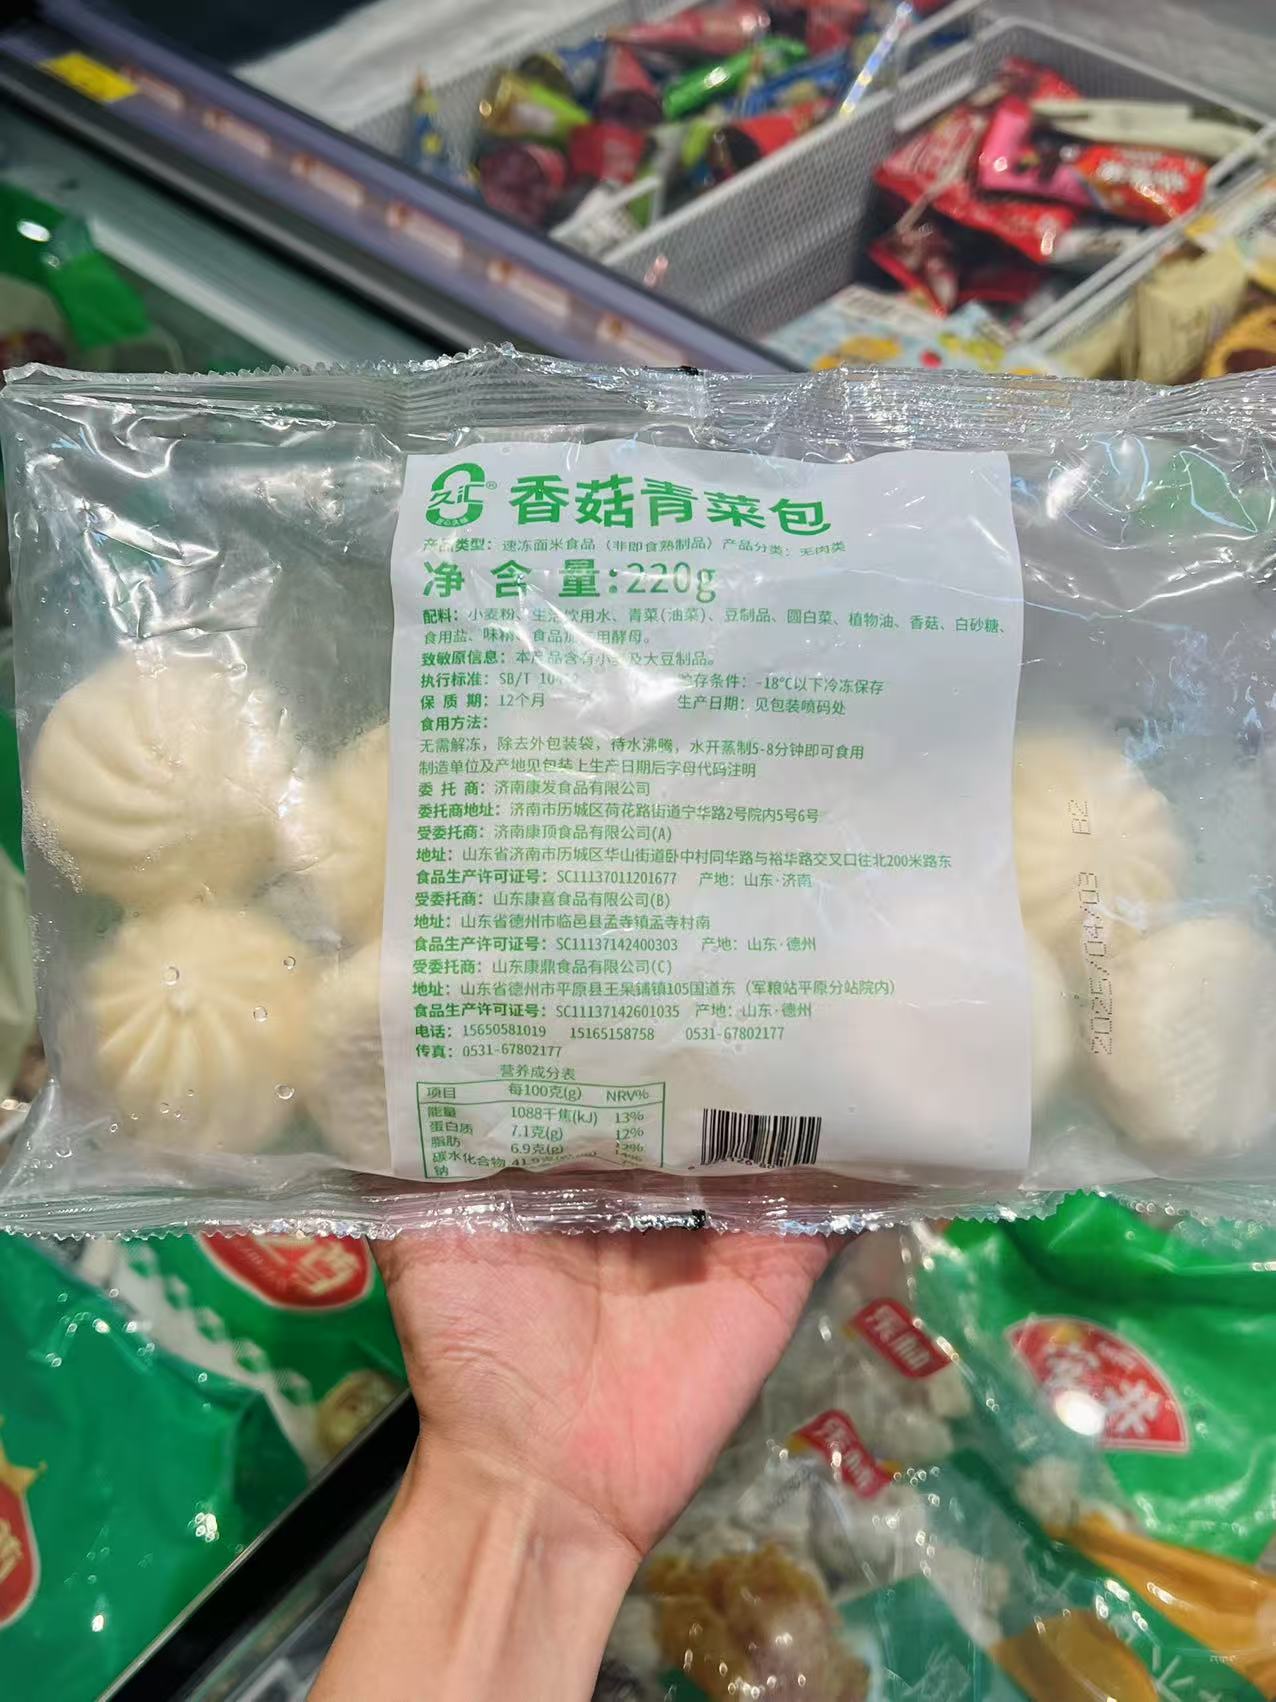 久汇®
香菇青菜包
产品类型：速冻面米食品（非即食熟制品）产品分类：无肉类
净 含 量：220g
配料：小麦粉、生活饮用水、青菜(油菜)、豆制品、圆白菜、植物油、香菇、白砂糖、
食用盐、味精、食品加工用酵母。
致敏原信息：本产品含有小麦及大豆制品。
执行标准：SB/T 贮存条件：-18℃以下冷冻保存
保 质 期：12个月 生产日期：见包装喷码处
食用方法：
无需解冻，除去外包装袋，待水沸腾，水开蒸制5-8分钟即可食用
制造单位及产地见包装上生产日期后字母代码注明
委 托 商：济南康发食品有限公司
委托商地址：济南市历城区荷花路街道宁华路2号院内5号6号
受委托商：济南康顶食品有限公司(A)
地址：山东省济南市历城区华山街道卧中村同华路与裕华路交叉口往北200米路东
食品生产许可证号：SC11137011201677 产地：山东·济南
受委托商：山东康喜食品有限公司(B)
地址：山东省德州市临邑县孟寺镇孟寺村南
食品生产许可证号：SC11137142400303 产地：山东·德州
受委托商：山东康鼎食品有限公司(C)
地址：山东省德州市平原县王果铺镇105国道东（军粮站平原分站院内）
食品生产许可证号：SC11137142601035 产地：山东·德州
电话：15650581019 15165158758 0531-67802177
传真：0531-67802177
营养成分表
项目 每100克(g) NRV%
能量 1088千焦(kJ) 13%
蛋白质 7.1克(g) 12%
脂肪 6.9克(g) 12%
碳水化合物 14%
钠
2025/04/03 B2